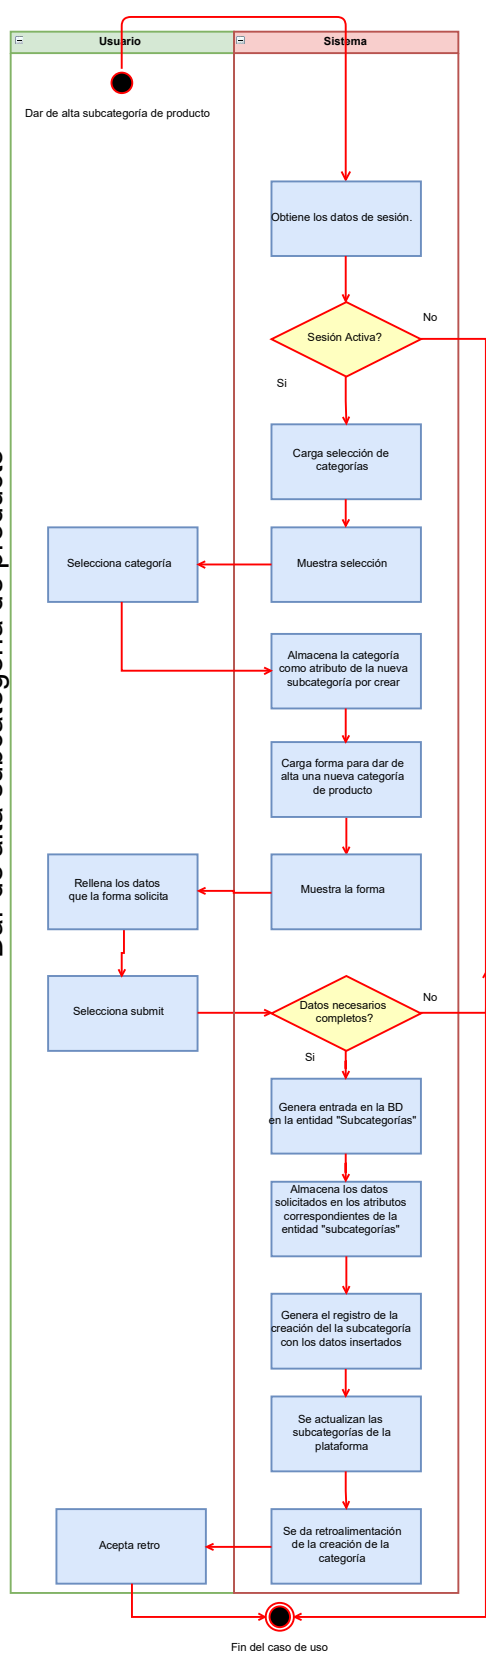 Usuario
Sistema
Dar de alta subcategoría de producto
Dar de alta subcategoría de producto
Obtiene los datos de sesión.
Sesión Activa?
No
Si
Carga selección de
categorías
Selecciona categoría
Muestra selección
Almacena la categoría
como atributo de la nueva
subcategoría por crear
Carga forma para dar de
alta una nueva categoría
de producto
Rellena los datos
que la forma solicita
Muestra la forma
Selecciona submit
Datos necesarios
completos?
No
Si
Genera entrada en la BD
en la entidad "Subcategorías"
Almacena los datos
solicitados en los atributos
correspondientes de la
entidad "subcategorías"
Genera el registro de la
creación del la subcategoría
con los datos insertados
Se actualizan las
subcategorías de la
plataforma
Acepta retro
Se da retroalimentación
de la creación de la
categoría
Fin del caso de uso